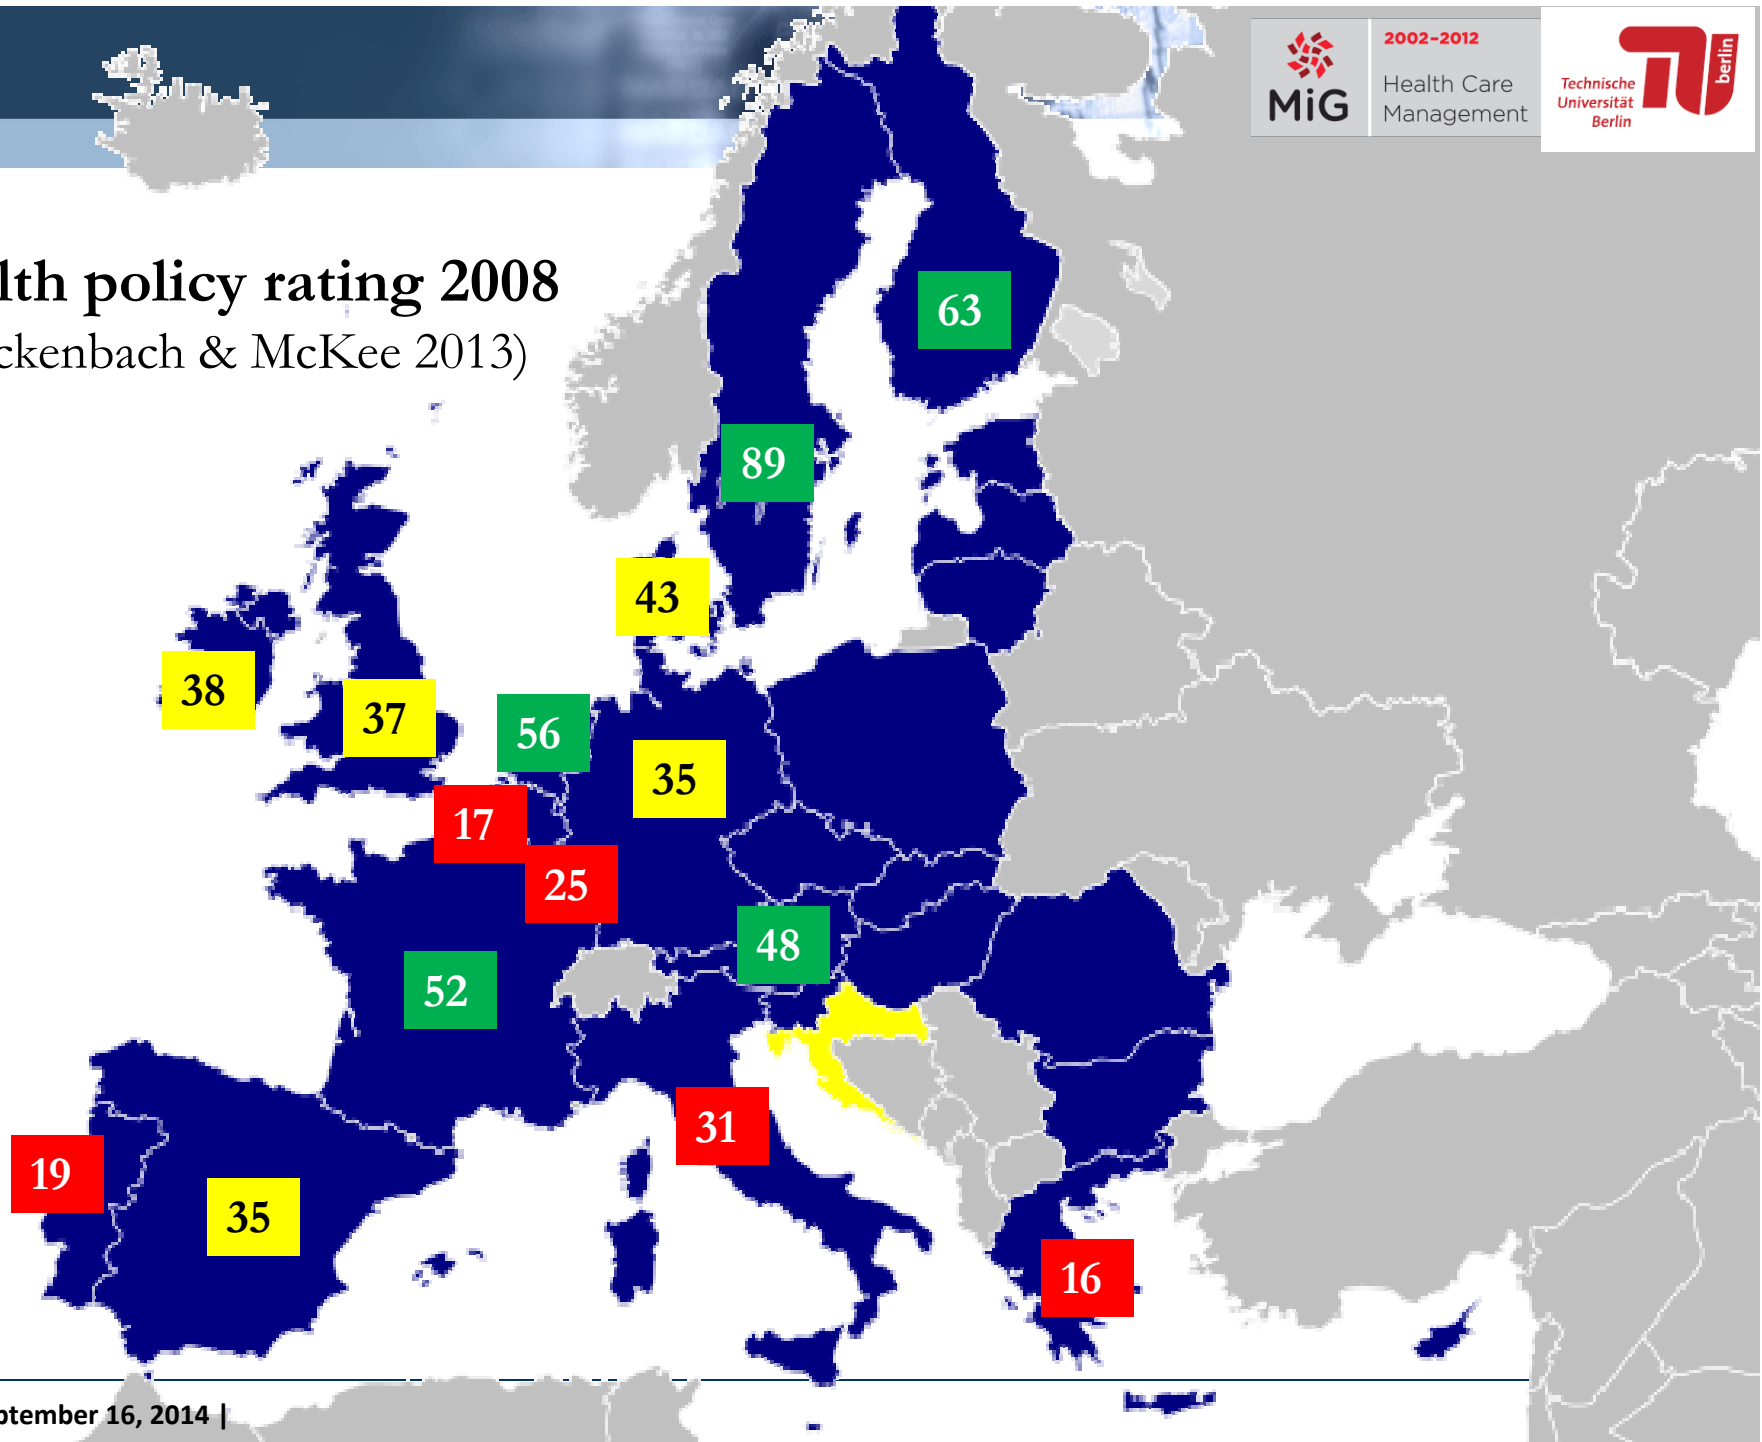 2002-2012
MiG
Health Care
Management
Technische
Universität
Berlin
berlin
lth policy rating 2008
ckenbach & McKee 2013)
63
89
43
38
37
56
35
17
25
48
52
31
19
35
16
ptember 16, 2014 |